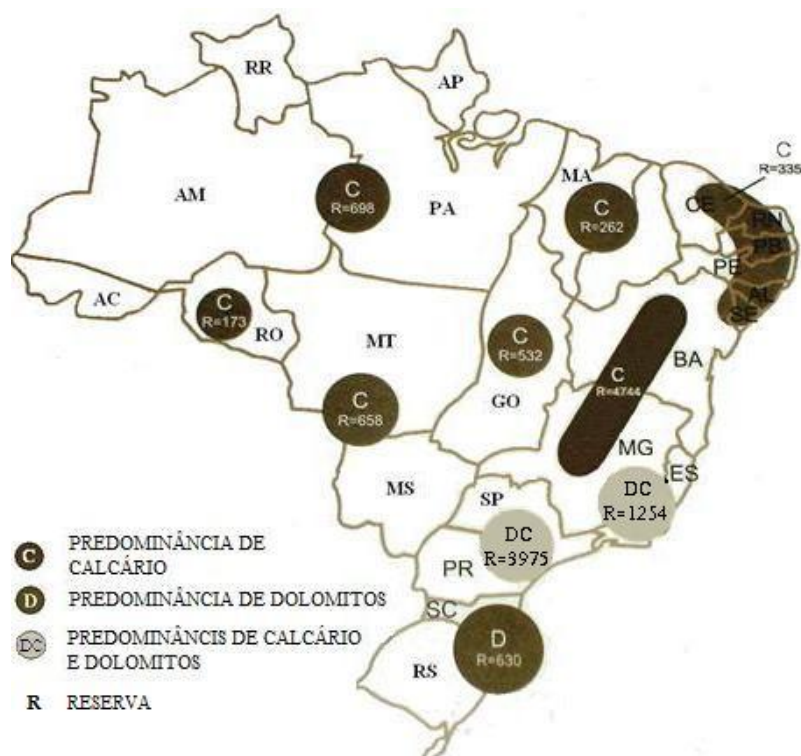 RR
AP
C
R=335
AM
C
R=698
PA
MA
C
R=262
CE
RN
PB
PE
AL
SE
AC
C
R=173
RO
MT
C
R=532
C
R=4744
BA
C
R=658
GO
MG
ES
MS
SP
DC
R=1254
DC
R=3975
PR
SC
D
R=630
RS
C PREDOMINÂNCIA DE
CALCÁRIO
D PREDOMINÂNCIA DE DOLOMITOS
DC PREDOMINÂNCIS DE CALCÁRIO
E DOLOMITOS
R RESERVA